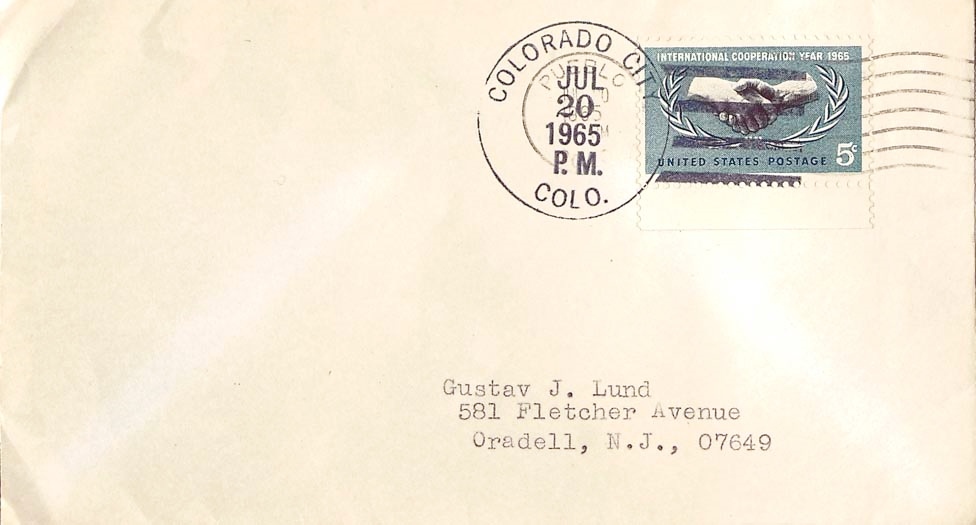 COLORADO CITY
PUEBLO
JUL
20
1965
P. M.
COLO.
INTERNATIONAL COOPERATION YEAR 1965
UNITED STATES POSTAGE 5c
Gustav J. Lund
581 Fletcher Avenue
Oradell, N.J., 07649